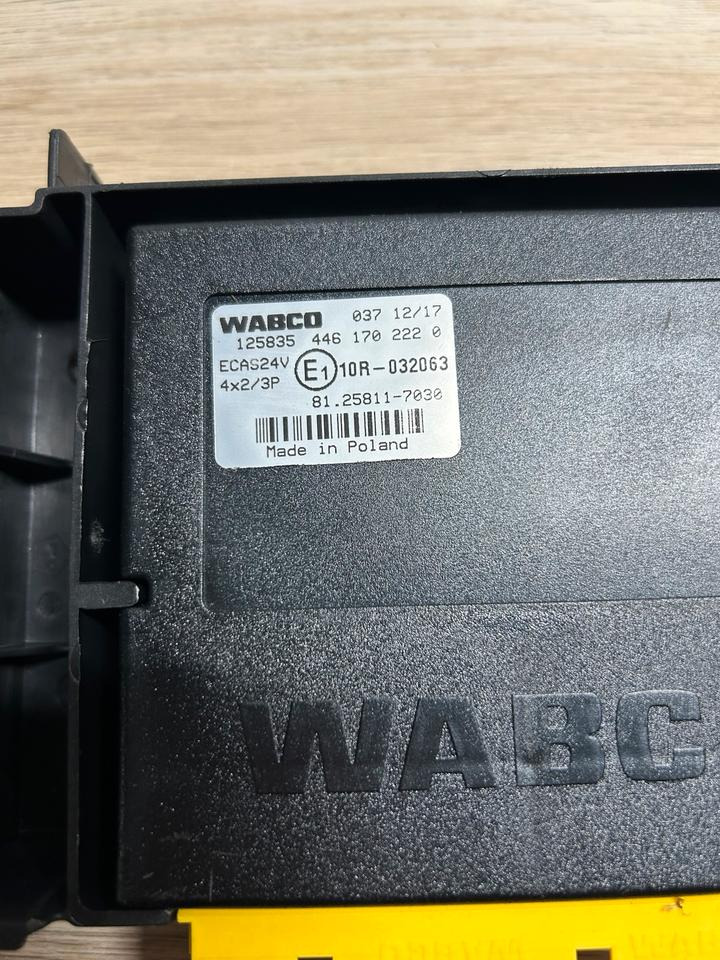 WABCO 037 12/17
125835 446 170 222 0
ECAS24V
4x2/3P
E1 10R-032063
81.25811-7030
Made in Poland
WABC